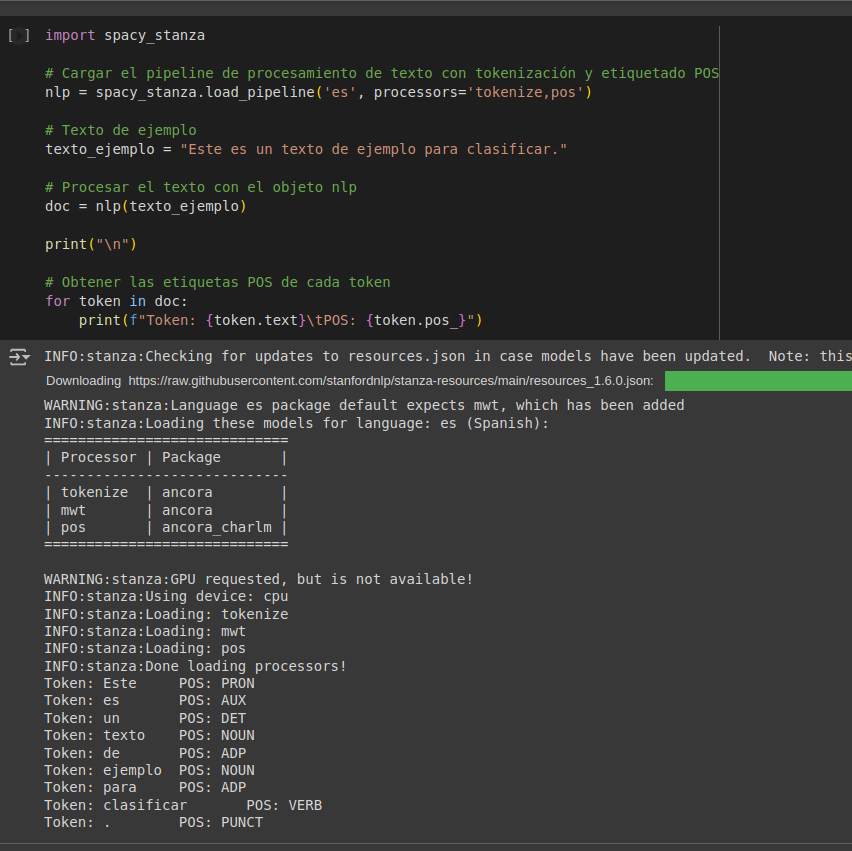 [ ] import spacy_stanza
# Cargar el pipeline de procesamiento de texto con tokenización y etiquetado POS
nlp = spacy_stanza.load_pipeline('es', processors='tokenize,pos')
# Texto de ejemplo
texto_ejemplo = "Este es un texto de ejemplo para clasificar."
# Procesar el texto con el objeto nlp
doc = nlp(texto_ejemplo)
print("\n")
# Obtener las etiquetas POS de cada token
for token in doc:
    print(f"Token: {token.text}\tPOS: {token.pos_}")
INFO:stanza:Checking for updates to resources.json in case models have been updated.  Note: this
Downloading https://raw.githubusercontent.com/stanfordnlp/stanza-resources/main/resources_1.6.0.json:
WARNING:stanza:Language es package default expects mwt, which has been added
INFO:stanza:Loading these models for language: es (Spanish):
=============================
| Processor | Package       |
-----------------------------
| tokenize  | ancora        |
| mwt       | ancora        |
| pos       | ancora_charlm |
=============================
WARNING:stanza:GPU requested, but is not available!
INFO:stanza:Using device: cpu
INFO:stanza:Loading: tokenize
INFO:stanza:Loading: mwt
INFO:stanza:Loading: pos
INFO:stanza:Done loading processors!
Token: Este	POS: PRON
Token: es	POS: AUX
Token: un	POS: DET
Token: texto	POS: NOUN
Token: de	POS: ADP
Token: ejemplo	POS: NOUN
Token: para	POS: ADP
Token: clasificar	POS: VERB
Token: .	POS: PUNCT